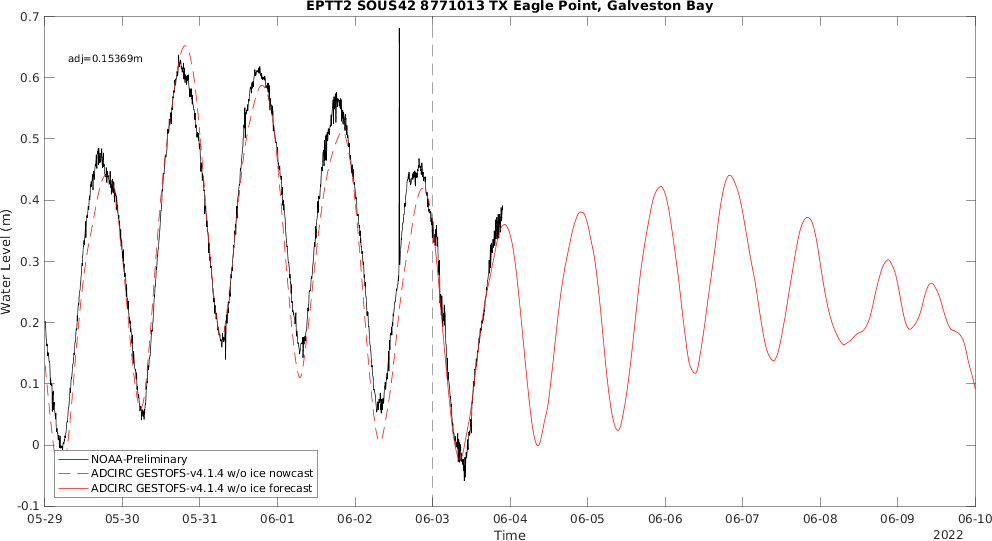 EPTT2 SOUS42 8771013 TX Eagle Point, Galveston Bay
0.7
0.6
0.5
0.4
0.3
0.2
0.1
0
-0.1
Water Level (m)
adj=0.15369m
NOAA-Preliminary
ADCIRC GESTOFS-v4.1.4 w/o ice nowcast
ADCIRC GESTOFS-v4.1.4 w/o ice forecast
05-29 05-30 05-31 06-01 06-02 06-03 06-04 06-05 06-06 06-07 06-08 06-09 06-10
Time
2022